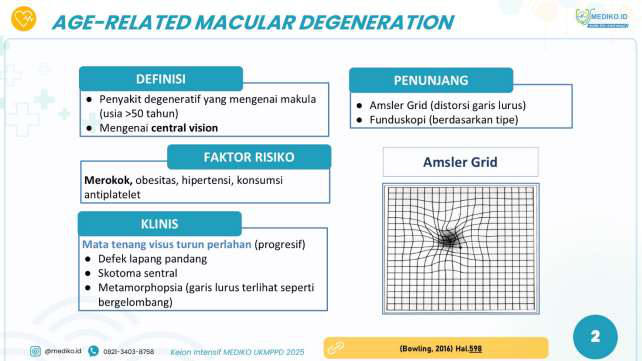 AGE-RELATED MACULAR DEGENERATION
MEDIKO.ID
DEFINISI
● Penyakit degeneratif yang mengenai makula
(usia >50 tahun)
● Mengenai central vision
FAKTOR RISIKO
Merokok, obesitas, hipertensi, konsumsi
antiplatelet
KLINIS
Mata tenang visus turun perlahan (progresif)
● Defek lapang pandang
● Skotoma sentral
● Metamorphopsia (garis lurus terlihat seperti
bergelombang)
PENUNJANG
● Amsler Grid (distorsi garis lurus)
● Funduskopi (berdasarkan tipe)
Amsler Grid
2
@mediko.id
0821-3403-8758
Kelon Intensif MEDIKO UKMPPD 2025
(Bowling, 2016) Hal.598